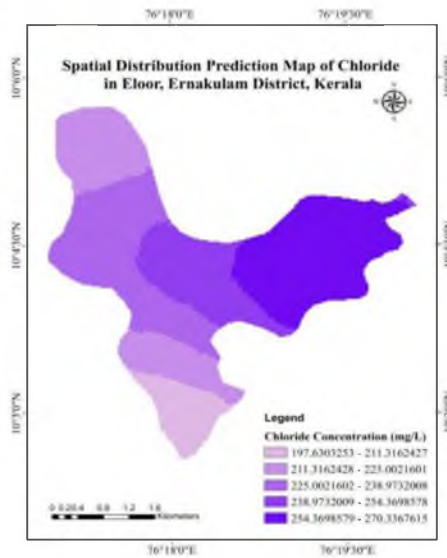 76°18'0"E 76°19'30"E
Spatial Distribution Prediction Map of Chloride
in Eloor, Ernakulam District, Kerala
10°6'0"N
10°4'30"N
10°3'0"N
Legend
Chloride Concentration (mg/L)
197.6303253 - 211.3162427
211.3162428 - 225.0021601
225.0021602 - 238.9732008
238.9732009 - 254.3698578
254.3698579 - 270.3367615
0 0.2 0.4 0.8 1.2 1.6
Kilometers
76°18'0"E 76°19'30"E